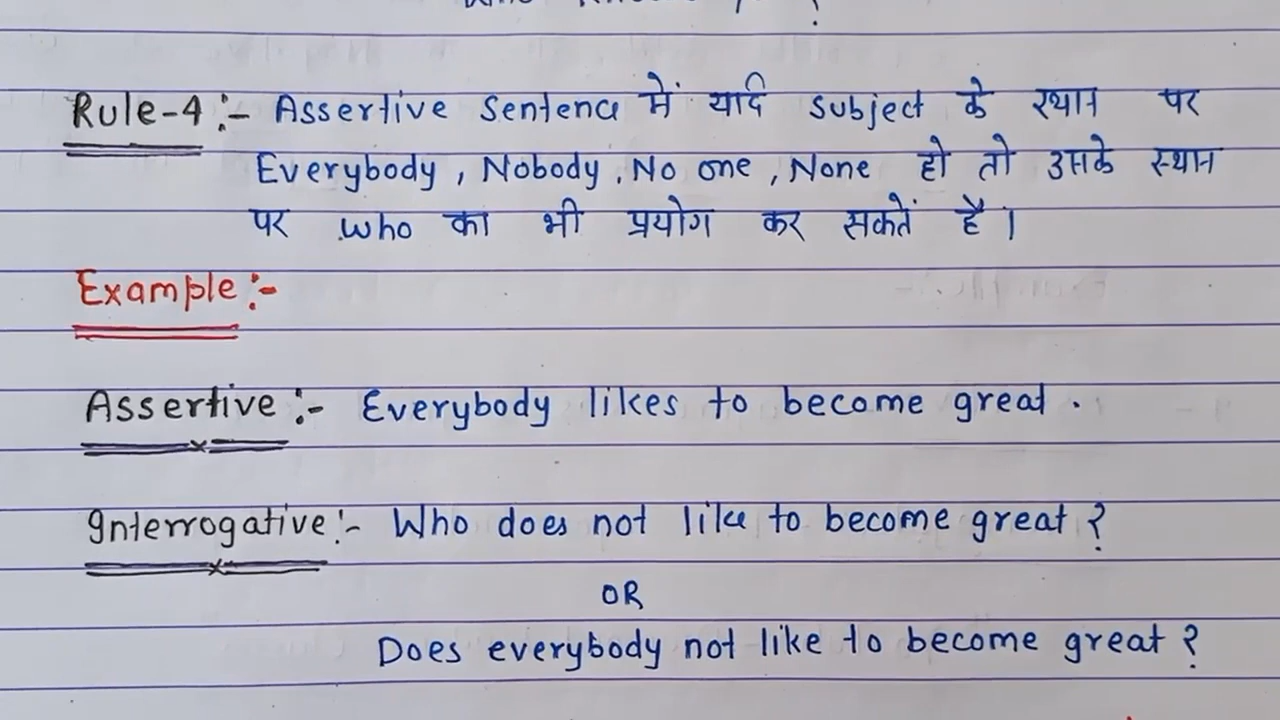 Rule-4:- Assertive Sentence में यदि Subject के स्थान पर
Everybody, Nobody, No one, None हो तो उसके स्थान
पर who का भी प्रयोग कर सकतें है।
Example:-
Assertive:- Everybody likes to become great.
Interrogative:- Who does not like to become great?
OR
Does everybody not like to become great?